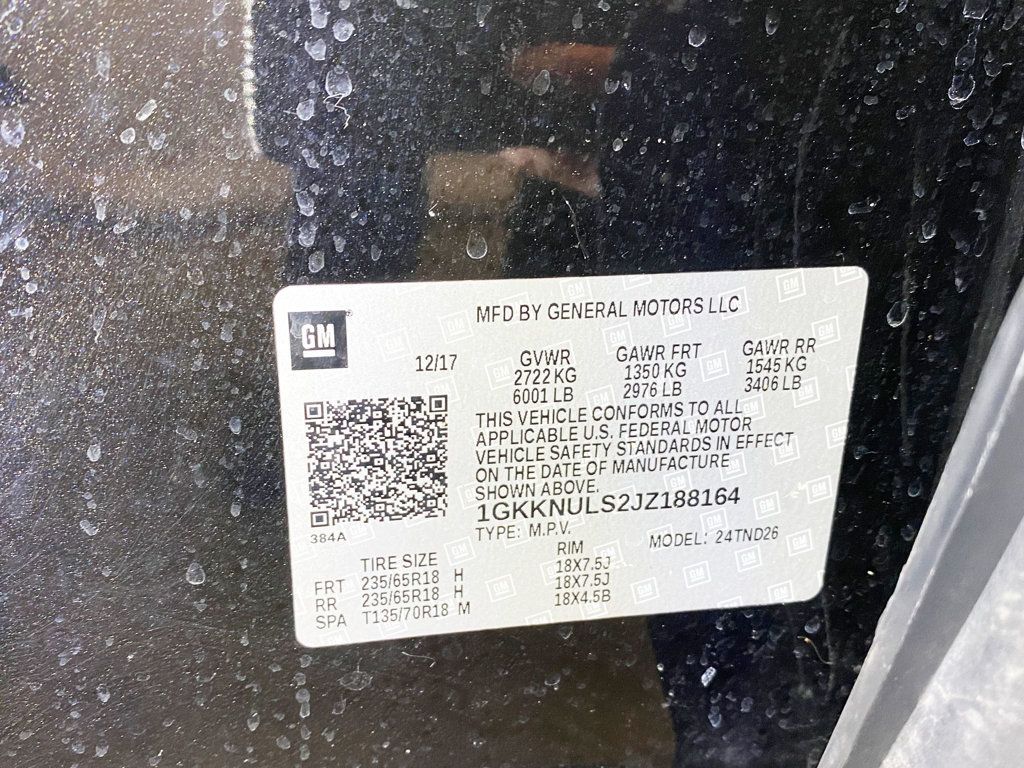 GM
MFD BY GENERAL MOTORS LLC
12/17 GVWR GAWR FRT GAWR RR
2722 KG 1350 KG 1545 KG
6001 LB 2976 LB 3406 LB
THIS VEHICLE CONFORMS TO ALL
APPLICABLE U.S. FEDERAL MOTOR
VEHICLE SAFETY STANDARDS IN EFFECT
ON THE DATE OF MANUFACTURE
SHOWN ABOVE.
1GKKNULS2JZ188164
TYPE: M.P.V. MODEL: 24TND26
384A
TIRE SIZE RIM
FRT 235/65R18 H 18X7.5J
RR 235/65R18 H 18X7.5J
SPA T135/70R18 M 18X4.5B